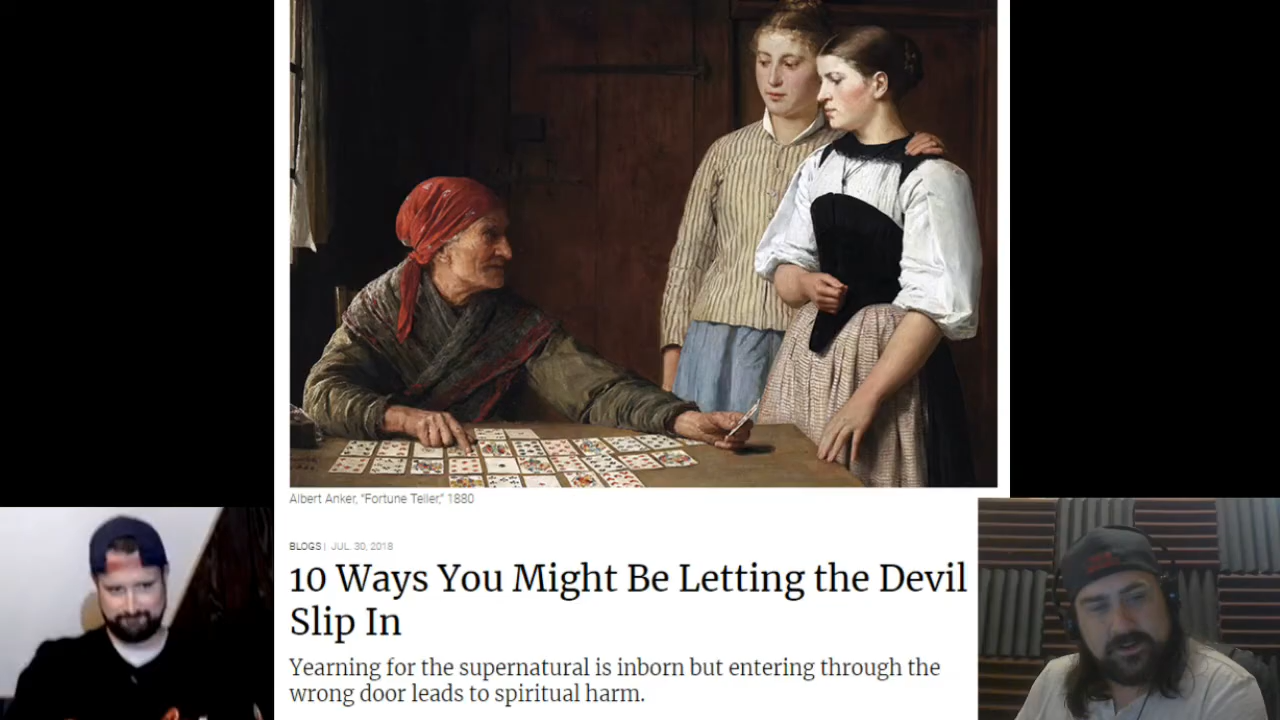 Albert Anker, "Fortune Teller," 1880
BLOGS | JUL. 30, 2018
10 Ways You Might Be Letting the Devil
Slip In
Yearning for the supernatural is inborn but entering through the
wrong door leads to spiritual harm.